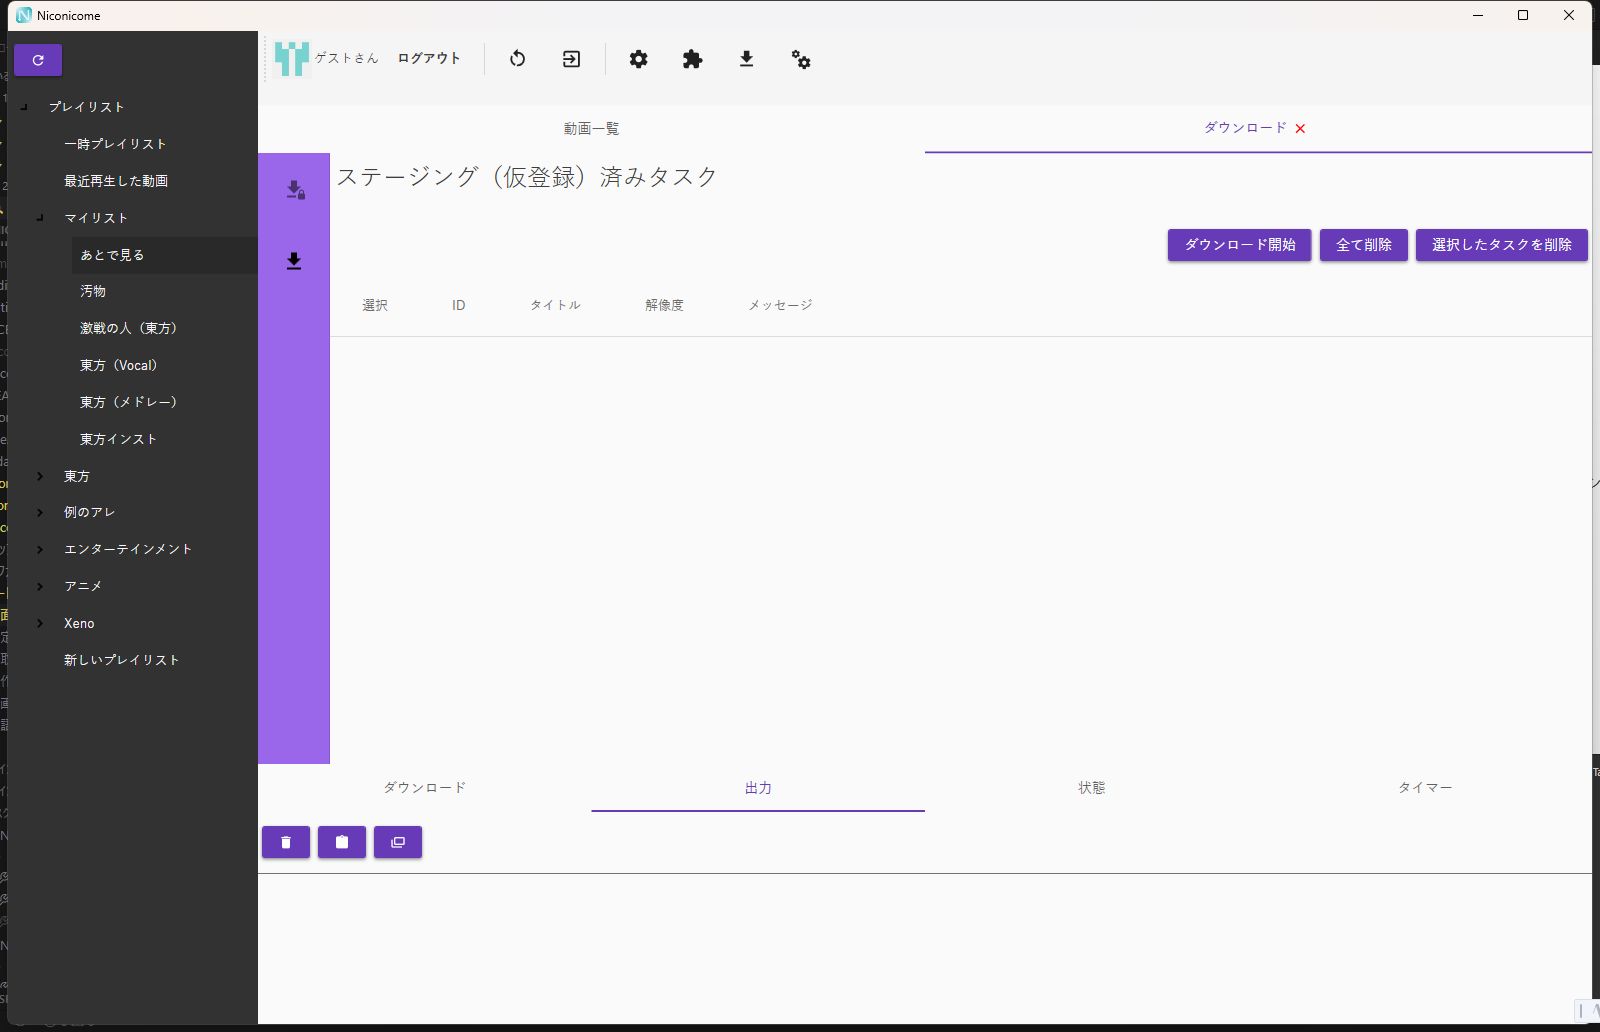 Niconicome
ゲストさん ログアウト
プレイリスト
一時プレイリスト
最近再生した動画
マイリスト
あとで見る
汚物
激戦の人（東方）
東方（Vocal）
東方（メドレー）
東方インスト
東方
例のアレ
エンターテインメント
アニメ
Xeno
新しいプレイリスト
動画一覧 ダウンロード
ステージング（仮登録）済みタスク
ダウンロード開始 全て削除 選択したタスクを削除
選択 ID タイトル 解像度 メッセージ
ダウンロード 出力 状態 タイマー